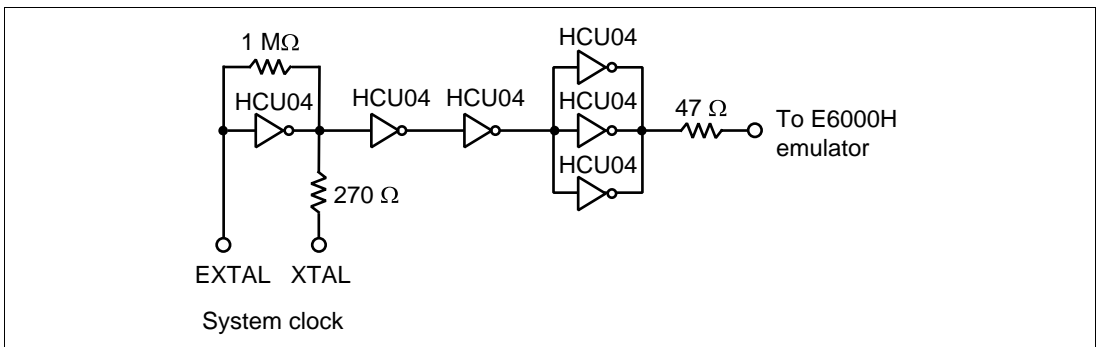 1 MΩ
HCU04
HCU04
HCU04
HCU04
HCU04
HCU04
47 Ω
To E6000H
emulator
270 Ω
EXTAL
XTAL
System clock